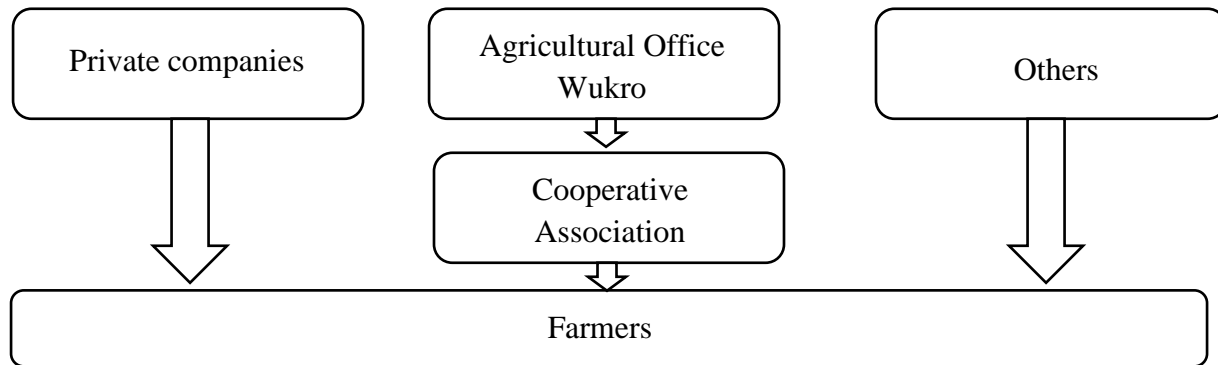 Private companies
Agricultural Office
Wukro
Others
Cooperative
Association
Farmers